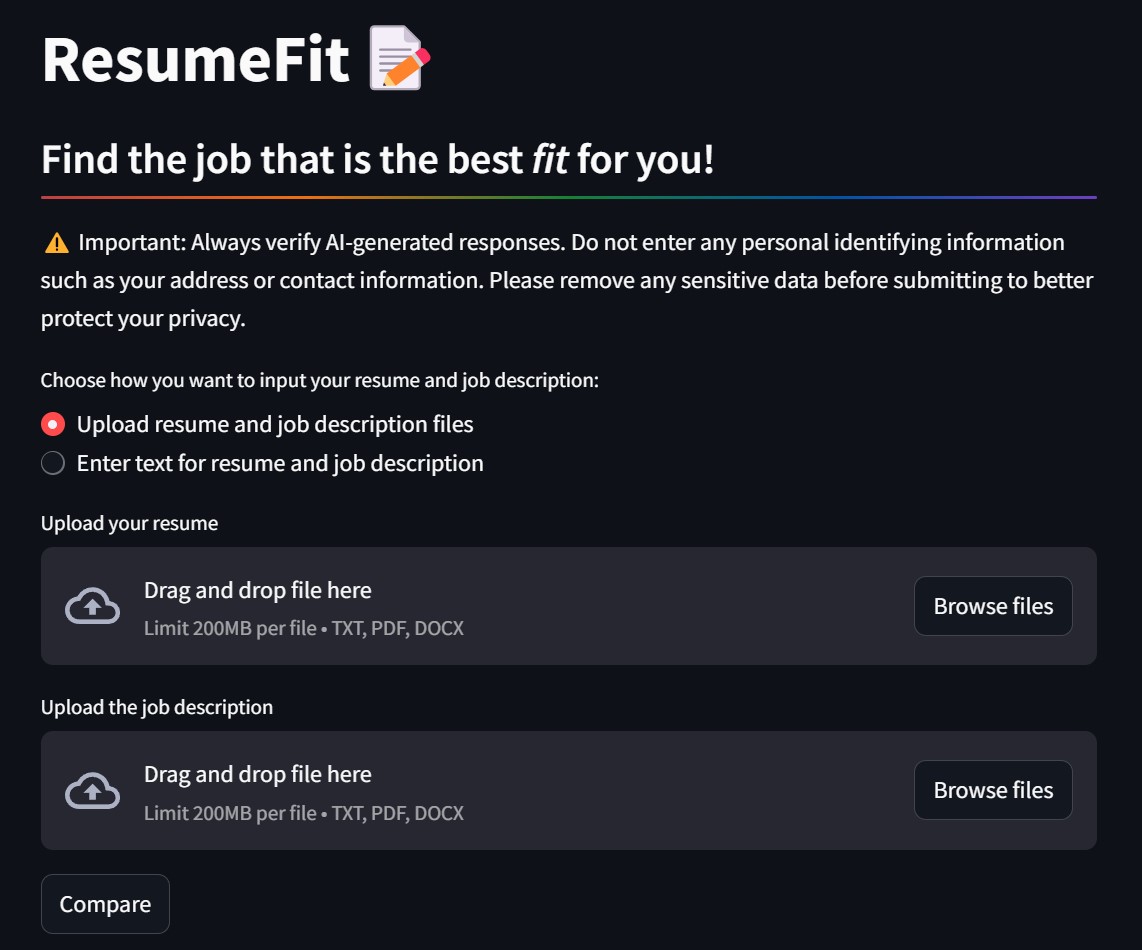 ResumeFit 📝
Find the job that is the best fit for you!
⚠️ Important: Always verify AI-generated responses. Do not enter any personal identifying information
such as your address or contact information. Please remove any sensitive data before submitting to better
protect your privacy.
Choose how you want to input your resume and job description:
Upload resume and job description files
Enter text for resume and job description
Upload your resume
Drag and drop file here
Limit 200MB per file • TXT, PDF, DOCX
Browse files
Upload the job description
Drag and drop file here
Limit 200MB per file • TXT, PDF, DOCX
Browse files
Compare